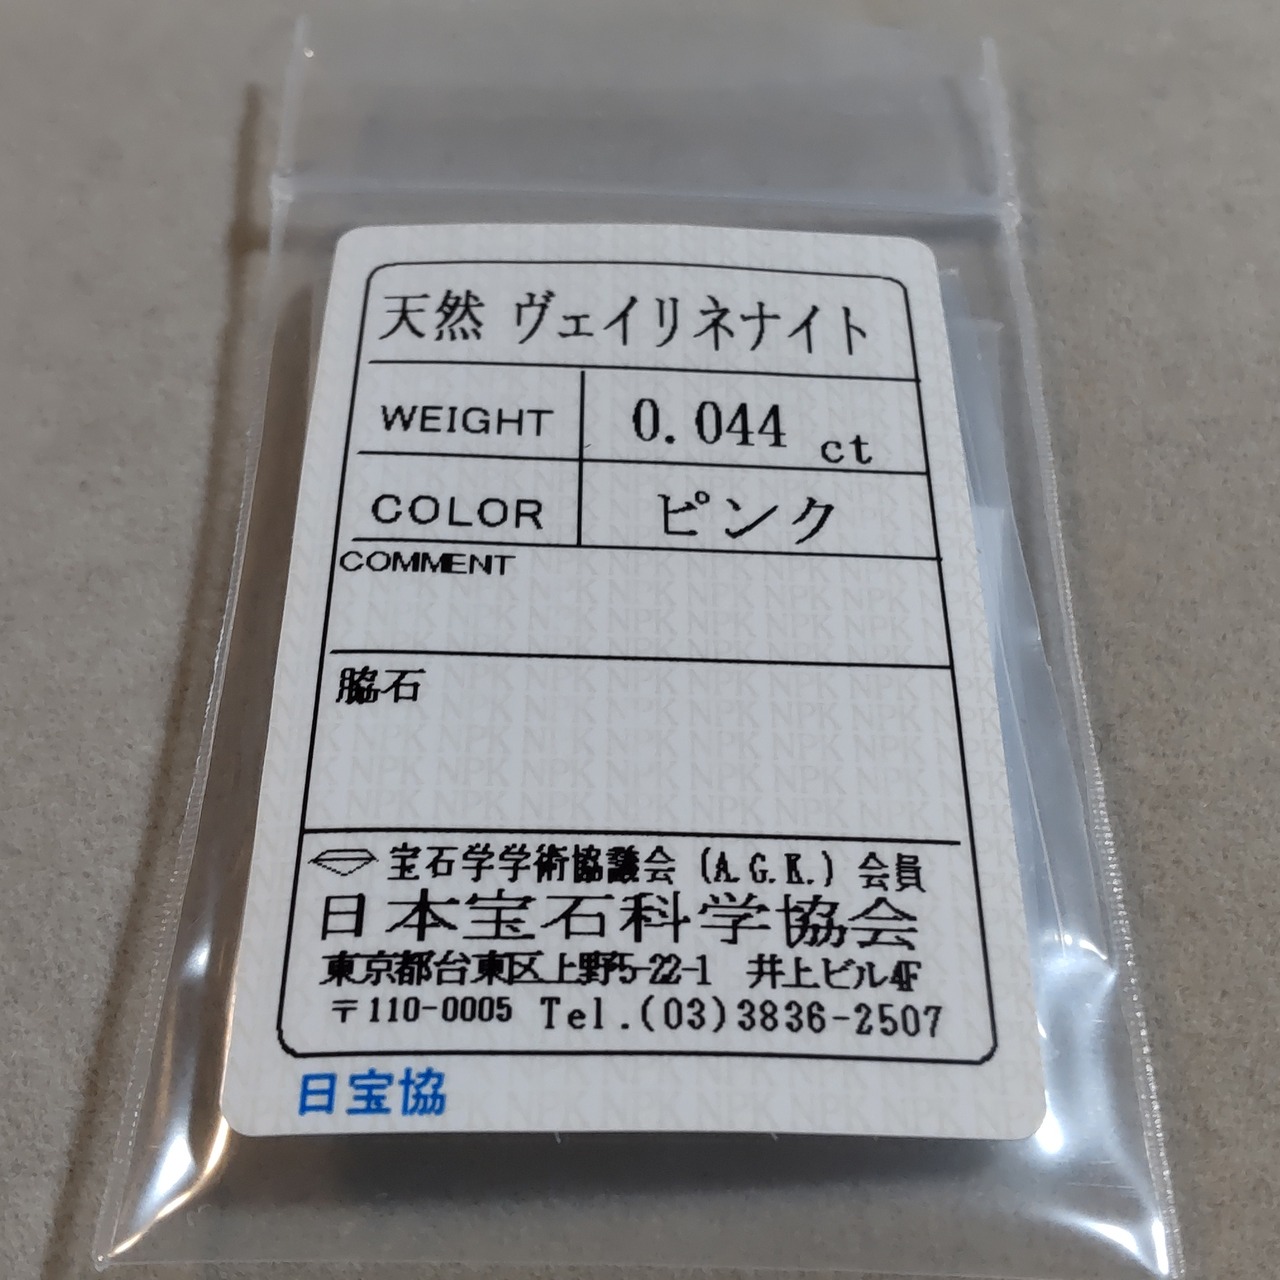 天然 ヴェイリネナイト
WEIGHT 0.044 ct
COLOR ピンク
COMMENT
脇石
宝石学学術協議会 (A.G.K.) 会員
日本宝石科学協会
東京都台東区上野5-22-1 井上ビル4F
〒110-0005 Tel.(03)3836-2507
日宝協